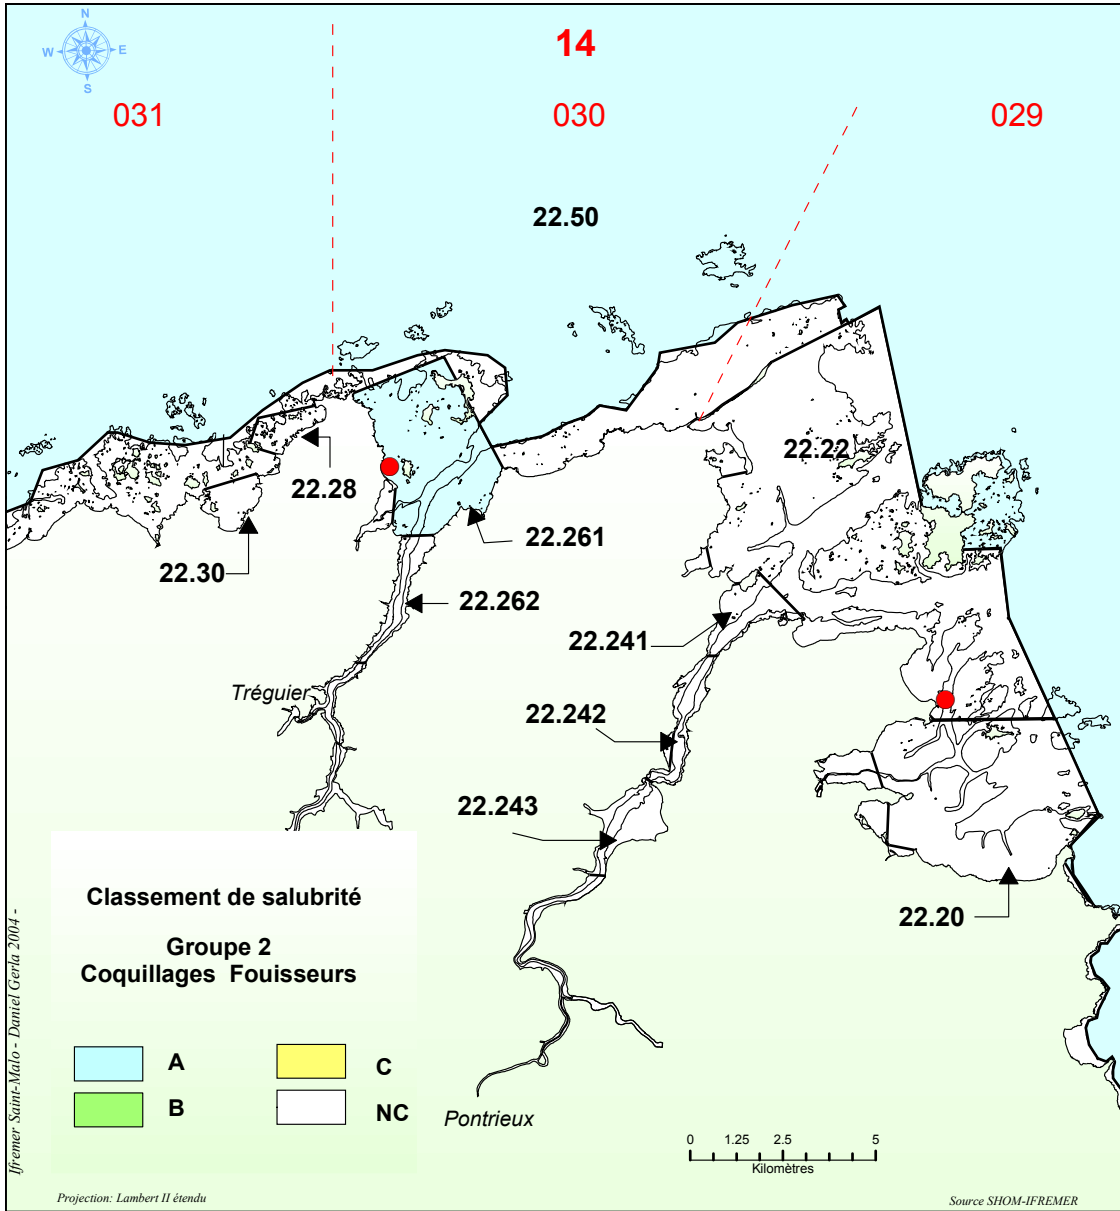 N
W E
S
14
031 030 029
22.50
22.22
22.28
22.261
22.30
22.262
22.241
Tréguier
22.242
22.243
22.20
Classement de salubrité
Groupe 2
Coquillages Fouisseurs
A C
B NC
Pontrieux
0 1.25 2.5 5
Kilomètres
Ifremer Saint-Malo - Daniel Gerla 2004 -
Projection: Lambert II étendu
Source SHOM-IFREMER